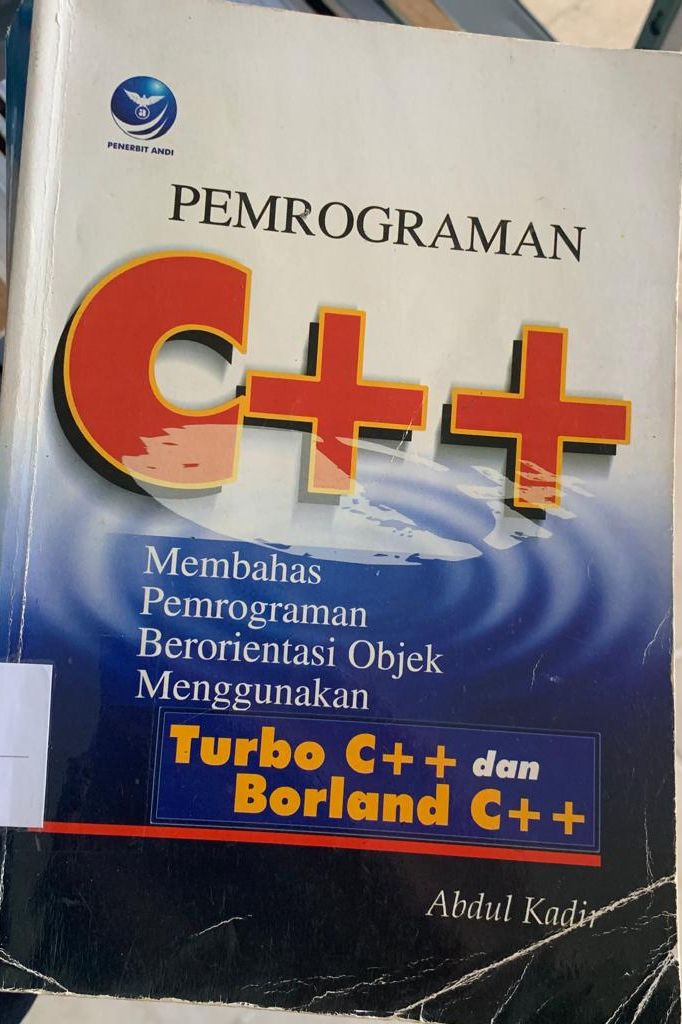 PENERBIT ANDI
PEMROGRAMAN
C++
Membahas
Pemrograman
Berorientasi Objek
Menggunakan
Turbo C++ dan
Borland C++
Abdul Kadir